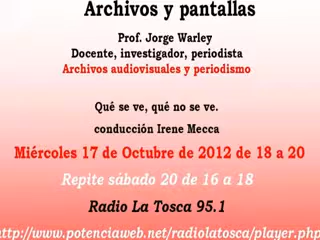 Archivos y pantallas
Prof. Jorge Warley
Docente, investigador, periodista
Archivos audiovisuales y periodismo
Qué se ve, qué no se ve.
conducción Irene Mecca
Miércoles 17 de Octubre de 2012 de 18 a 20
Repite sábado 20 de 16 a 18
Radio La Tosca 95.1
http://www.potenciaweb.net/radiolatosca/player.php